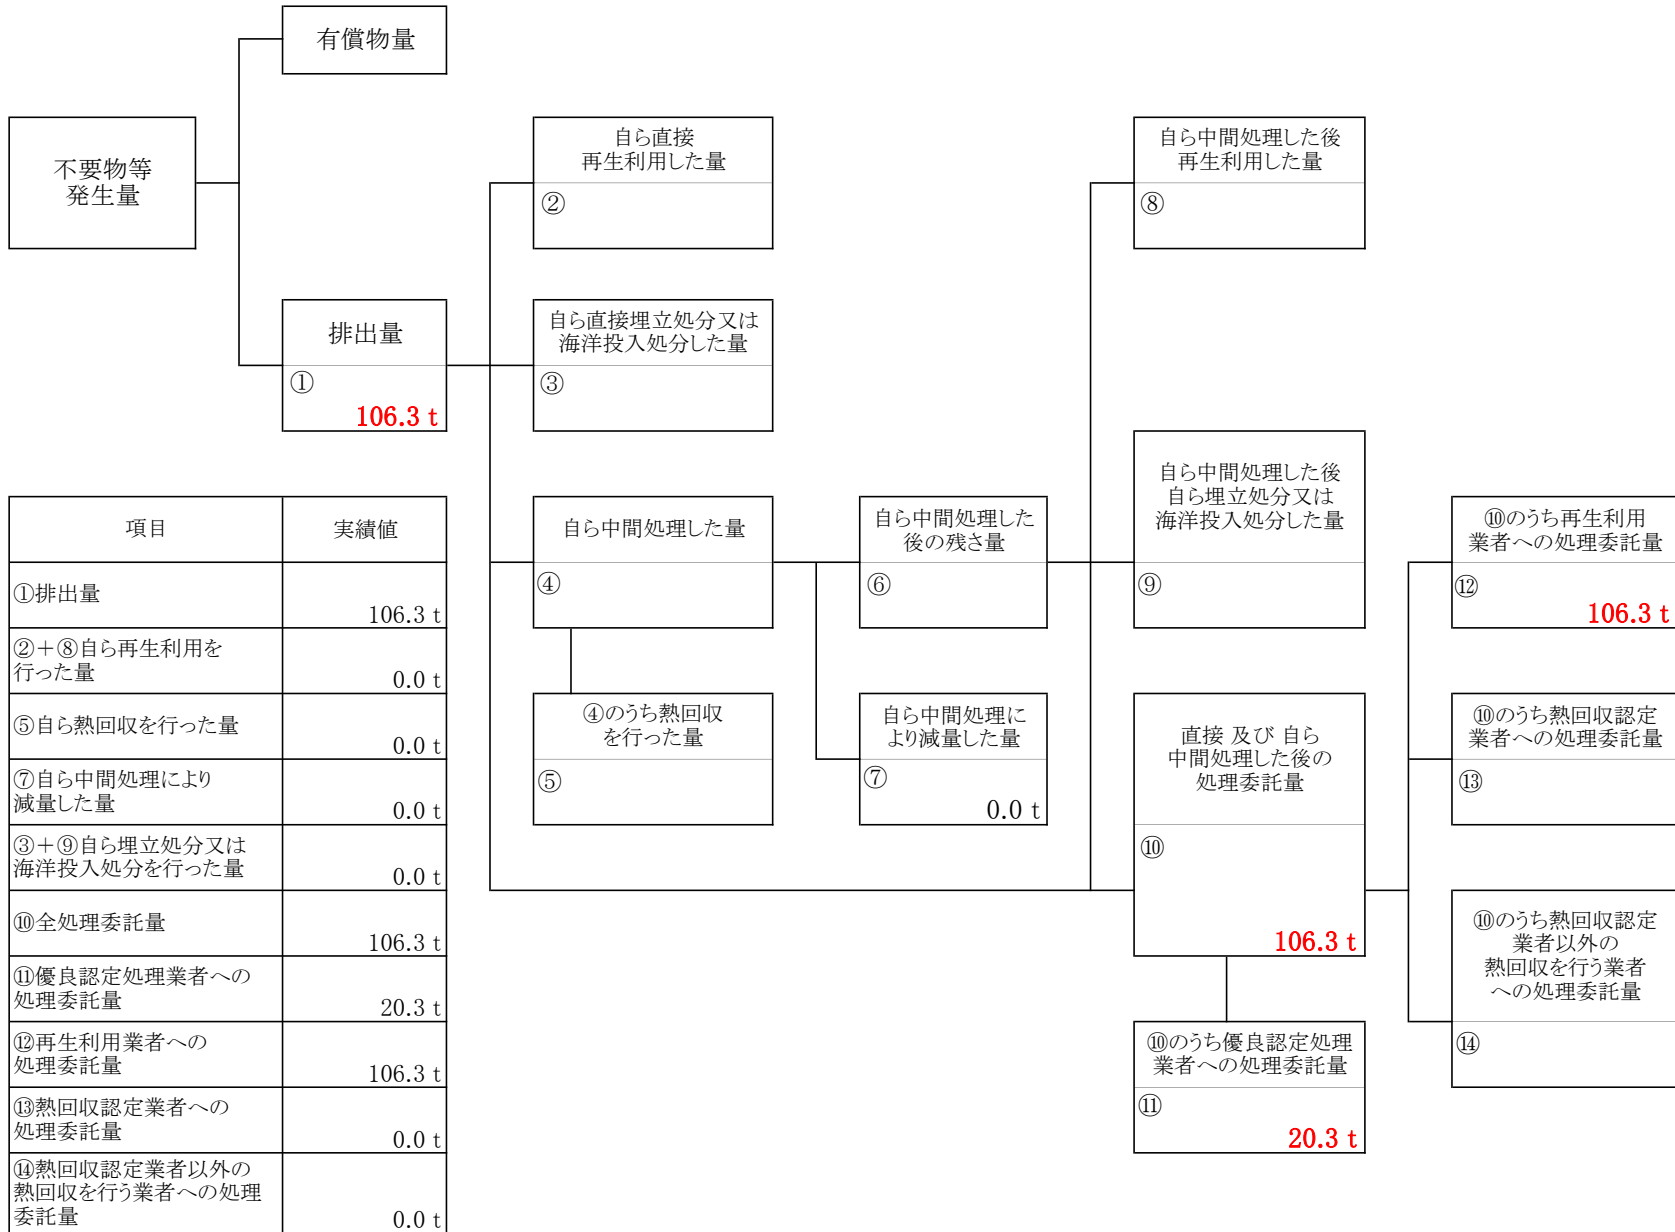 有償物量
不要物等
発生量
自ら直接
再生利用した量
②
自ら中間処理した後
再生利用した量
⑧
排出量
①
106.3 t
自ら直接埋立処分又は
海洋投入処分した量
③
自ら中間処理した量
④
自ら中間処理した
後の残さ量
⑥
自ら中間処理した後
自ら埋立処分又は
海洋投入処分した量
⑨
⑩のうち再生利用
業者への処理委託量
⑫
106.3 t
④のうち熱回収
を行った量
⑤
自ら中間処理に
より減量した量
⑦
0.0 t
直接 及び 自ら
中間処理した後の
処理委託量
⑩
106.3 t
⑩のうち熱回収認定
業者への処理委託量
⑬
⑩のうち熱回収認定
業者以外の
熱回収を行う業者
への処理委託量
⑭
⑩のうち優良認定処理
業者への処理委託量
⑪
20.3 t
項目 実績値
①排出量
106.3 t
②+⑧自ら再生利用を
行った量
0.0 t
⑤自ら熱回収を行った量
0.0 t
⑦自ら中間処理により
減量した量
0.0 t
③+⑨自ら埋立処分又は
海洋投入処分を行った量
0.0 t
⑩全処理委託量
106.3 t
⑪優良認定処理業者への
処理委託量
20.3 t
⑫再生利用業者への
処理委託量
106.3 t
⑬熱回収認定業者への
処理委託量
0.0 t
⑭熱回収認定業者以外の
熱回収を行う業者への処理
委託量
0.0 t